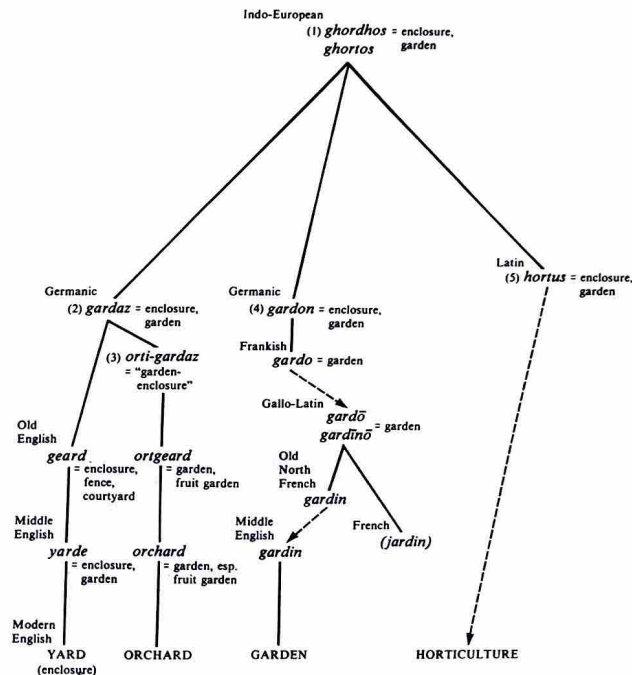 Indo-European
(1) ghordhos = enclosure,
ghortos garden
Latin
(5) hortus = enclosure,
garden
Germanic
(2) gardaz = enclosure,
garden
Germanic
(4) gardon = enclosure,
garden
(3) orti-gardaz
= "garden-
enclosure"
Frankish
gardo = garden
Gallo-Latin
gardō
gardīnō = garden
Old
English
geard
= enclosure,
fence,
courtyard
ortgeard
= garden,
fruit garden
Old
North
French
gardin
French
(jardin)
Middle
English
yarde
= enclosure,
garden
orchard
= garden, esp.
fruit garden
Middle
English
gardin
Modern
English
YARD
(enclosure)
ORCHARD
GARDEN
HORTICULTURE